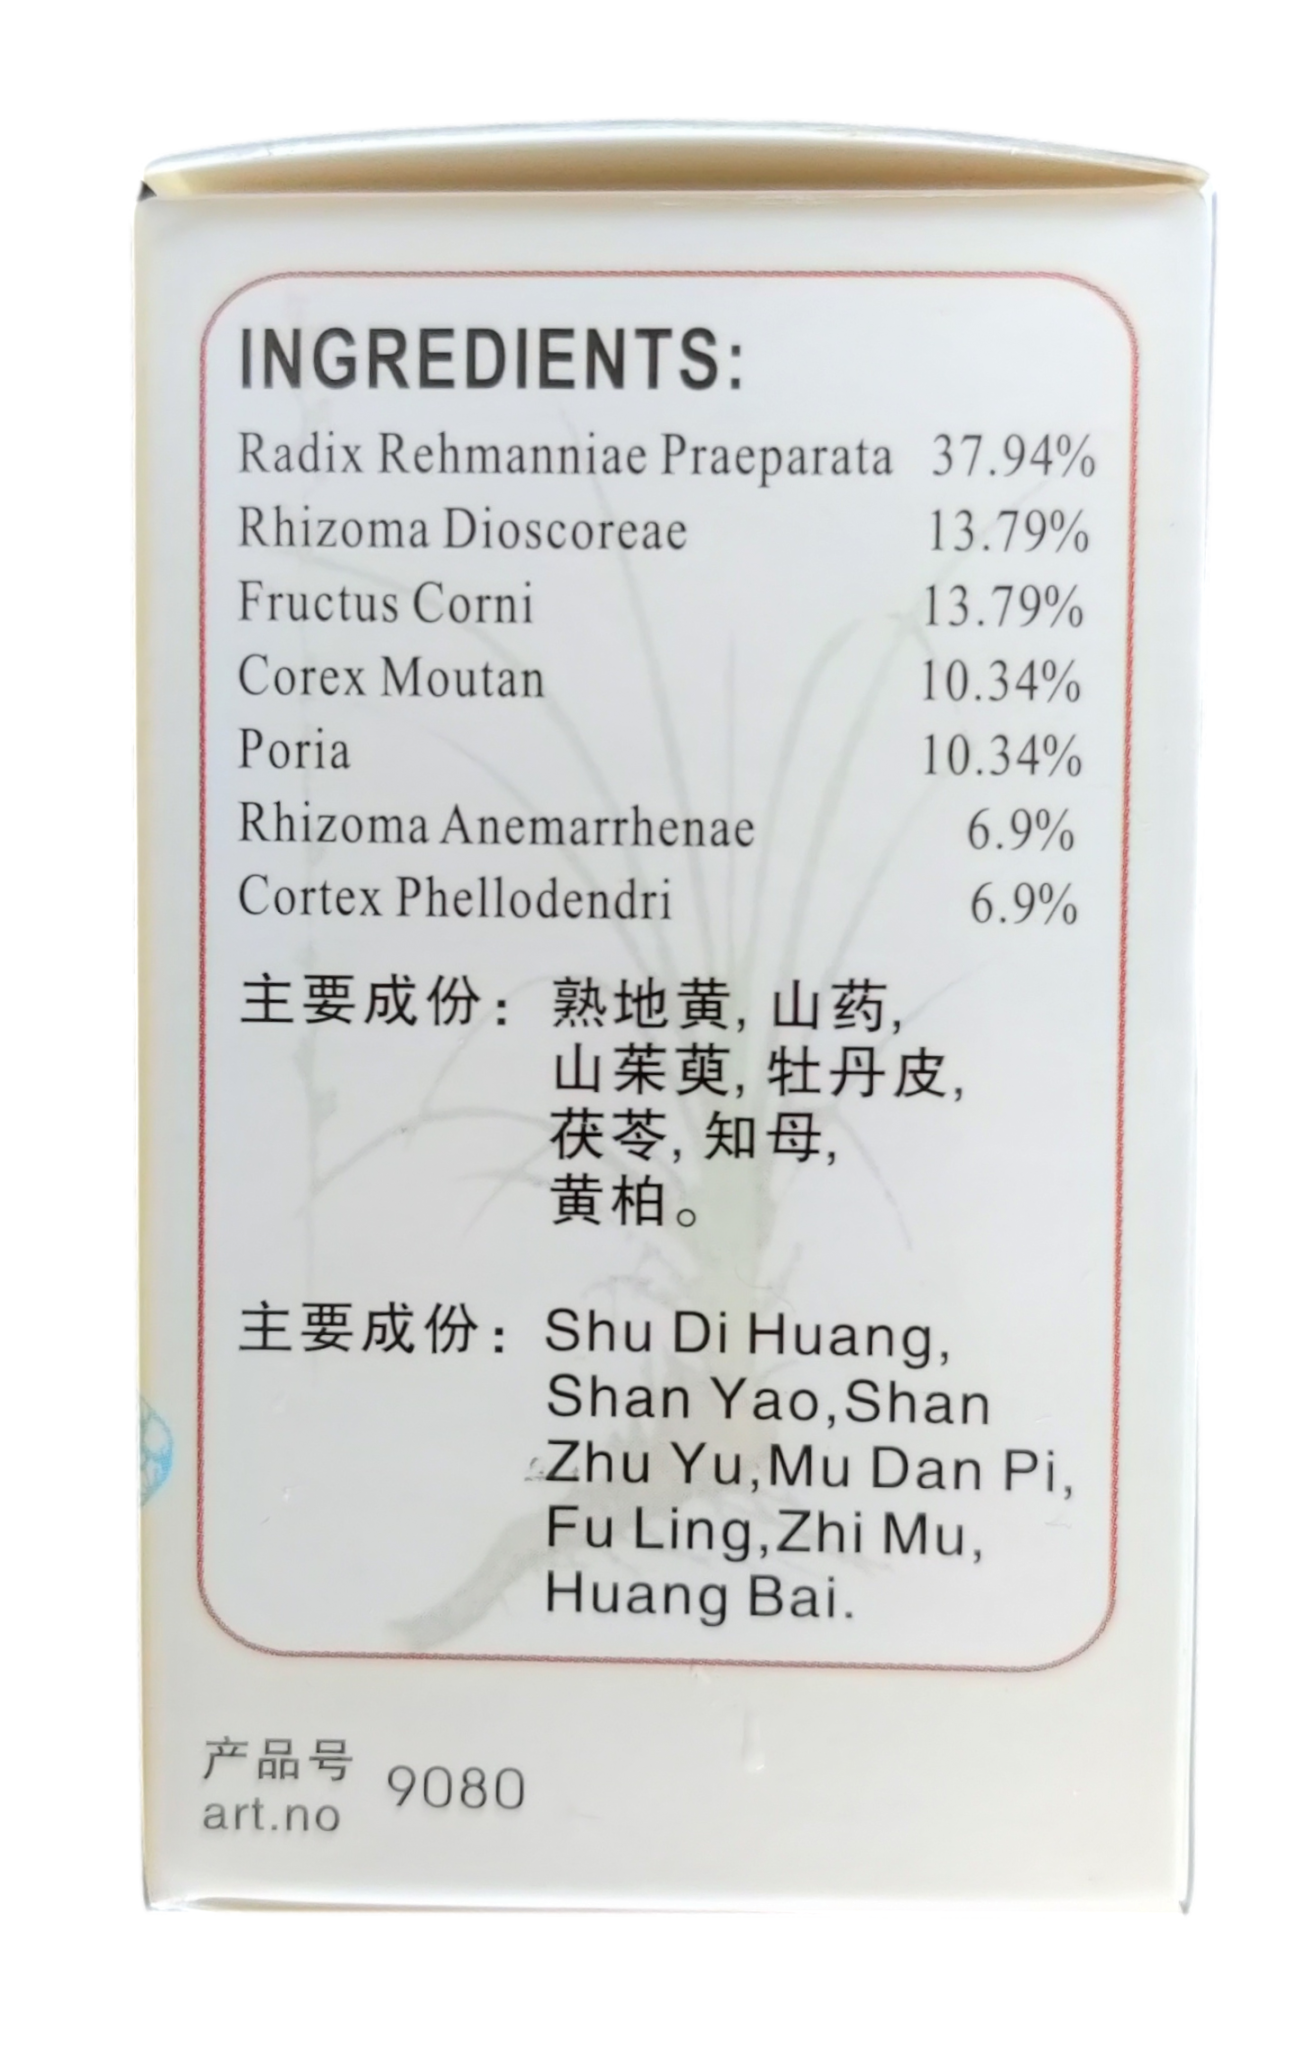 INGREDIENTS:
Radix Rehmanniae Praeparata 37.94%
Rhizoma Dioscoreae 13.79%
Fructus Corni 13.79%
Corex Moutan 10.34%
Poria 10.34%
Rhizoma Anemarrhenae 6.9%
Cortex Phellodendri 6.9%
主要成份：熟地黄, 山药,
山茱萸, 牡丹皮,
茯苓, 知母,
黄柏。
主要成份：Shu Di Huang,
Shan Yao,Shan
Zhu Yu,Mu Dan Pi,
Fu Ling,Zhi Mu,
Huang Bai.
产品号 9080
art.no